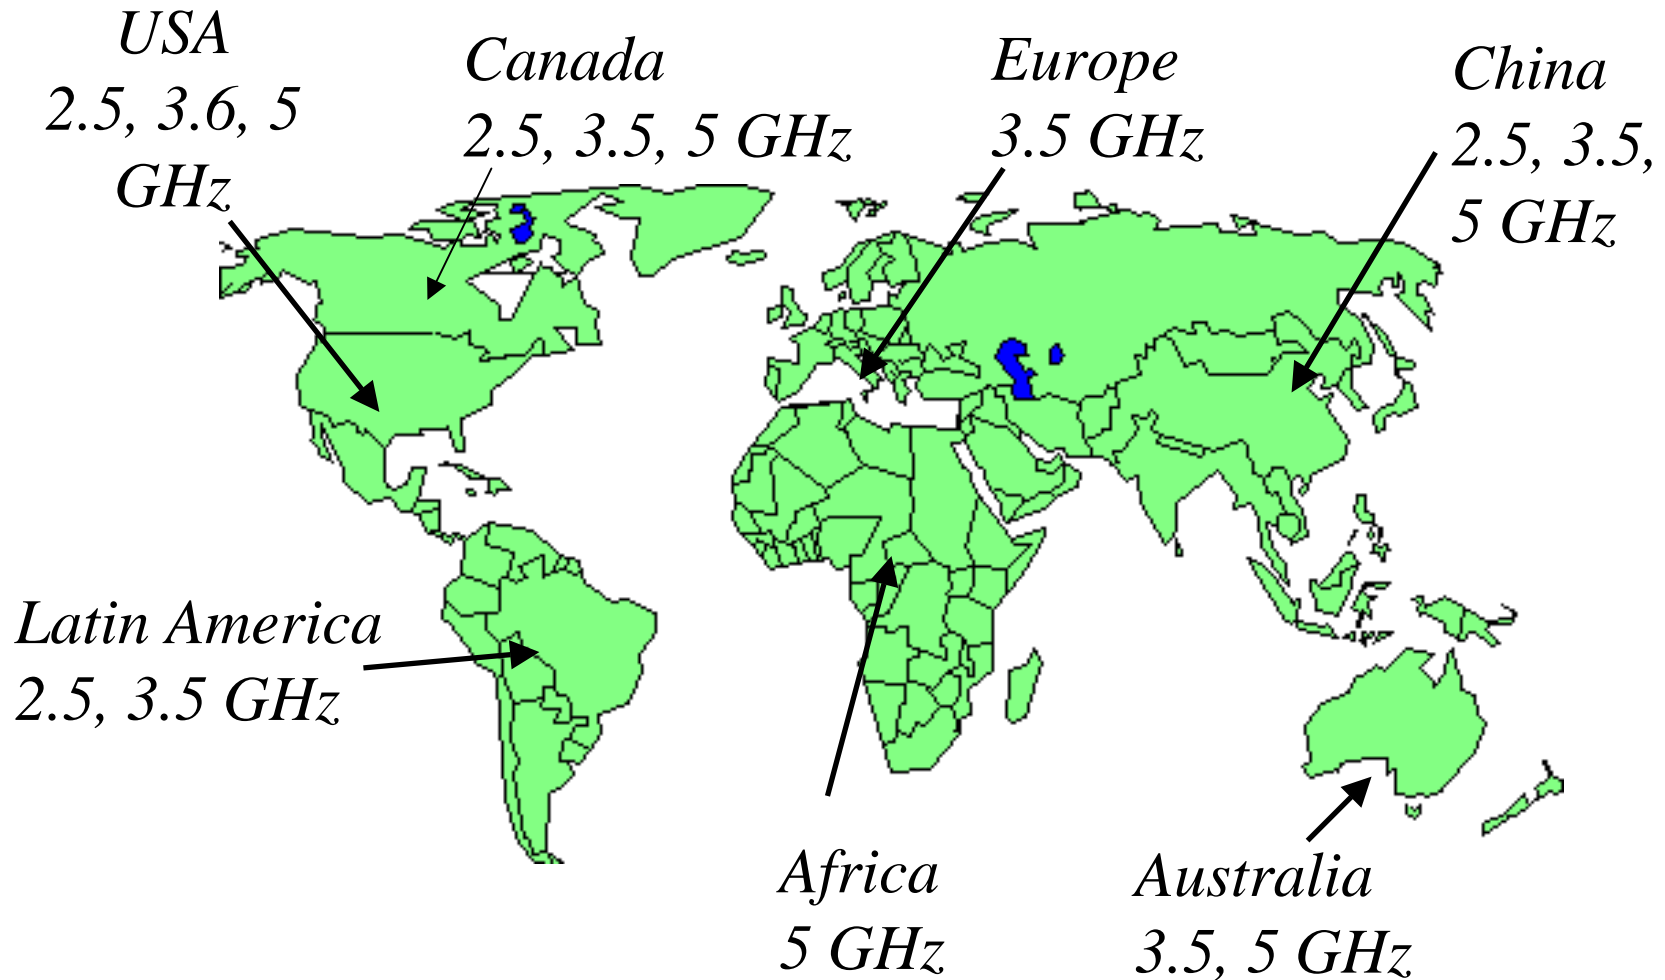 USA
2.5, 3.6, 5
GHz
Canada
2.5, 3.5, 5 GHz
Europe
3.5 GHz
China
2.5, 3.5,
5 GHz
Latin America
2.5, 3.5 GHz
Africa
5 GHz
Australia
3.5, 5 GHz